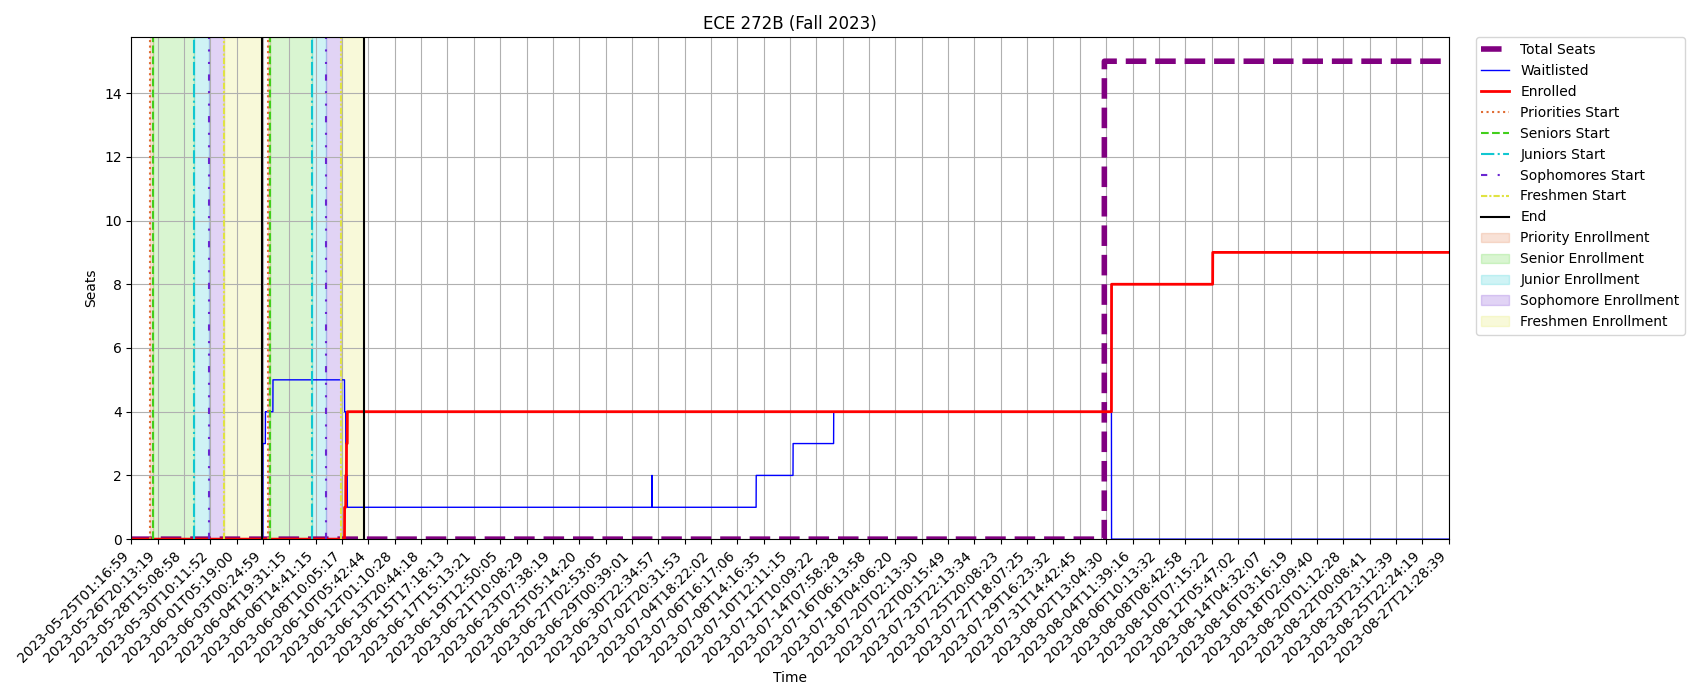 ECE 272B (Fall 2023)
Total Seats
Waitlisted
Enrolled
Priorities Start
Seniors Start
Juniors Start
Sophomores Start
Freshmen Start
End
Priority Enrollment
Senior Enrollment
Junior Enrollment
Sophomore Enrollment
Freshmen Enrollment
Seats
14
12
10
8
6
4
2
0
2023-05-25T01:16:59
2023-05-26T20:13:19
2023-05-28T15:08:58
2023-05-30T10:11:52
2023-06-01T05:19:00
2023-06-03T00:24:59
2023-06-04T19:31:15
2023-06-06T14:41:15
2023-06-08T10:05:17
2023-06-10T05:42:44
2023-06-12T01:10:28
2023-06-13T20:44:18
2023-06-15T17:18:13
2023-06-17T15:13:21
2023-06-19T12:50:05
2023-06-21T10:08:29
2023-06-23T07:38:19
2023-06-25T05:14:20
2023-06-27T02:53:05
2023-06-29T00:39:01
2023-06-30T22:34:57
2023-07-02T20:31:53
2023-07-04T18:22:02
2023-07-06T16:17:06
2023-07-08T14:16:35
2023-07-10T12:11:15
2023-07-12T10:09:22
2023-07-14T07:58:28
2023-07-16T06:13:58
2023-07-18T04:06:20
2023-07-20T02:13:30
2023-07-22T00:15:49
2023-07-23T22:13:34
2023-07-25T20:08:23
2023-07-27T18:07:25
2023-07-29T16:23:32
2023-07-31T14:42:45
2023-08-02T13:04:30
2023-08-04T11:39:16
2023-08-06T10:13:32
2023-08-08T08:42:58
2023-08-10T07:15:22
2023-08-12T05:47:02
2023-08-14T04:32:07
2023-08-16T03:16:19
2023-08-18T02:09:40
2023-08-20T01:12:28
2023-08-22T00:08:41
2023-08-23T23:12:39
2023-08-25T22:24:19
2023-08-27T21:28:39
Time